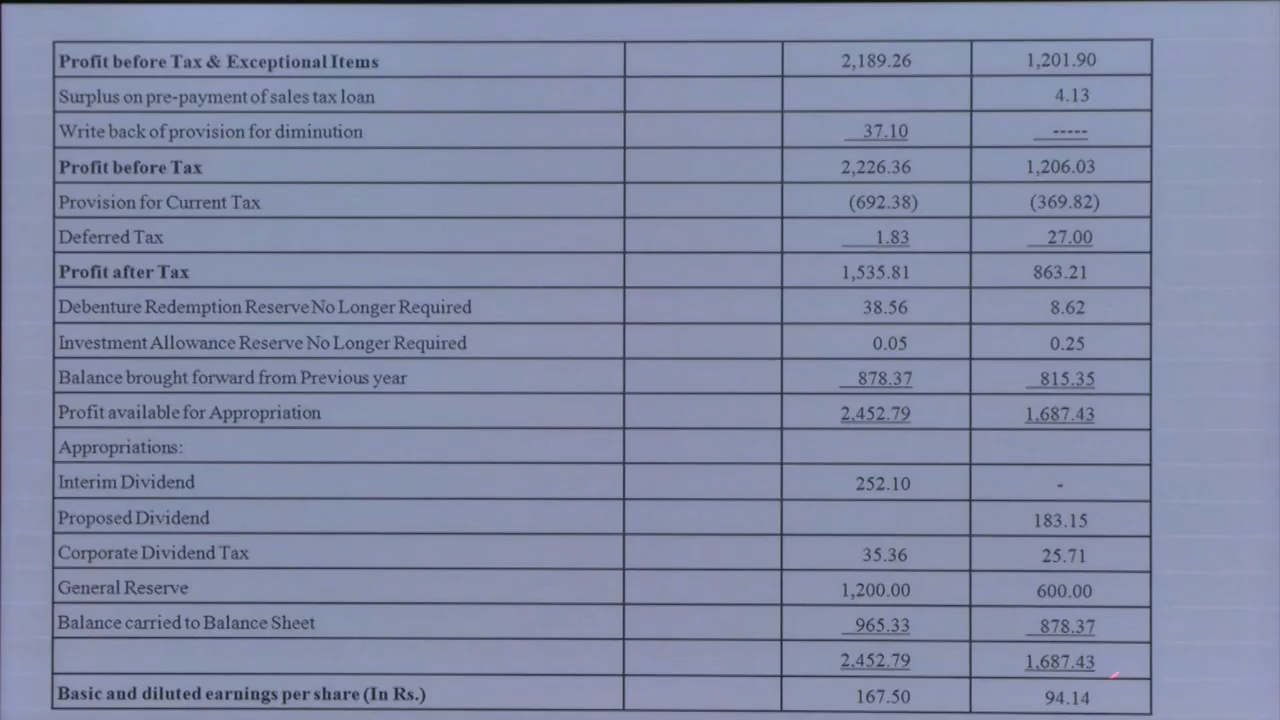 Profit before Tax & Exceptional Items 2,189.26 1,201.90
Surplus on pre-payment of sales tax loan 4.13
Write back of provision for diminution 37.10 -----
Profit before Tax 2,226.36 1,206.03
Provision for Current Tax (692.38) (369.82)
Deferred Tax 1.83 27.00
Profit after Tax 1,535.81 863.21
Debenture Redemption Reserve No Longer Required 38.56 8.62
Investment Allowance Reserve No Longer Required 0.05 0.25
Balance brought forward from Previous year 878.37 815.35
Profit available for Appropriation 2,452.79 1,687.43
Appropriations:
Interim Dividend 252.10 -
Proposed Dividend 183.15
Corporate Dividend Tax 35.36 25.71
General Reserve 1,200.00 600.00
Balance carried to Balance Sheet 965.33 878.37
2,452.79 1,687.43
Basic and diluted earnings per share (In Rs.) 167.50 94.14